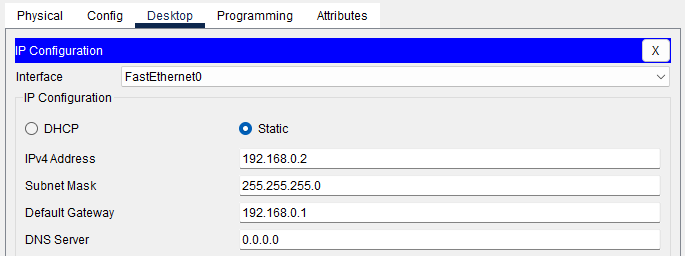 Physical Config Desktop Programming Attributes
IP Configuration X
Interface FastEthernet0
IP Configuration
DHCP Static
IPv4 Address 192.168.0.2
Subnet Mask 255.255.255.0
Default Gateway 192.168.0.1
DNS Server 0.0.0.0